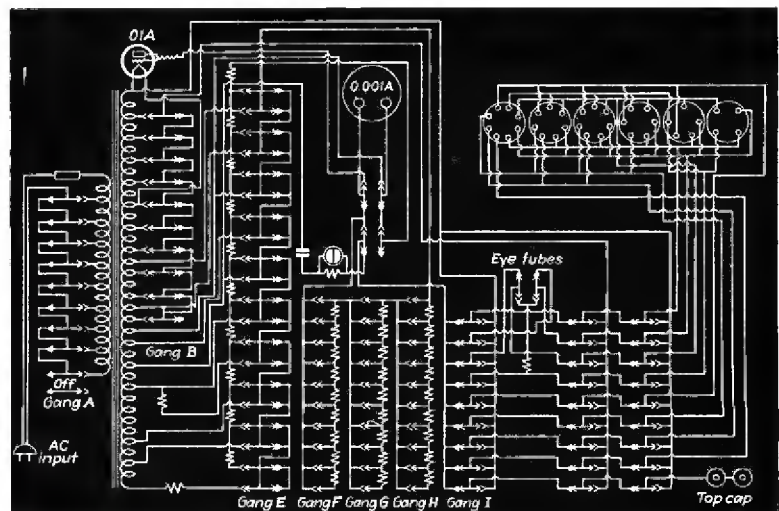 01A
0.001A
Eye tubes
Gang B
Off
Gang A
AC
input
Gang E
Gang F
Gang G
Gang H
Gang I
Top cap